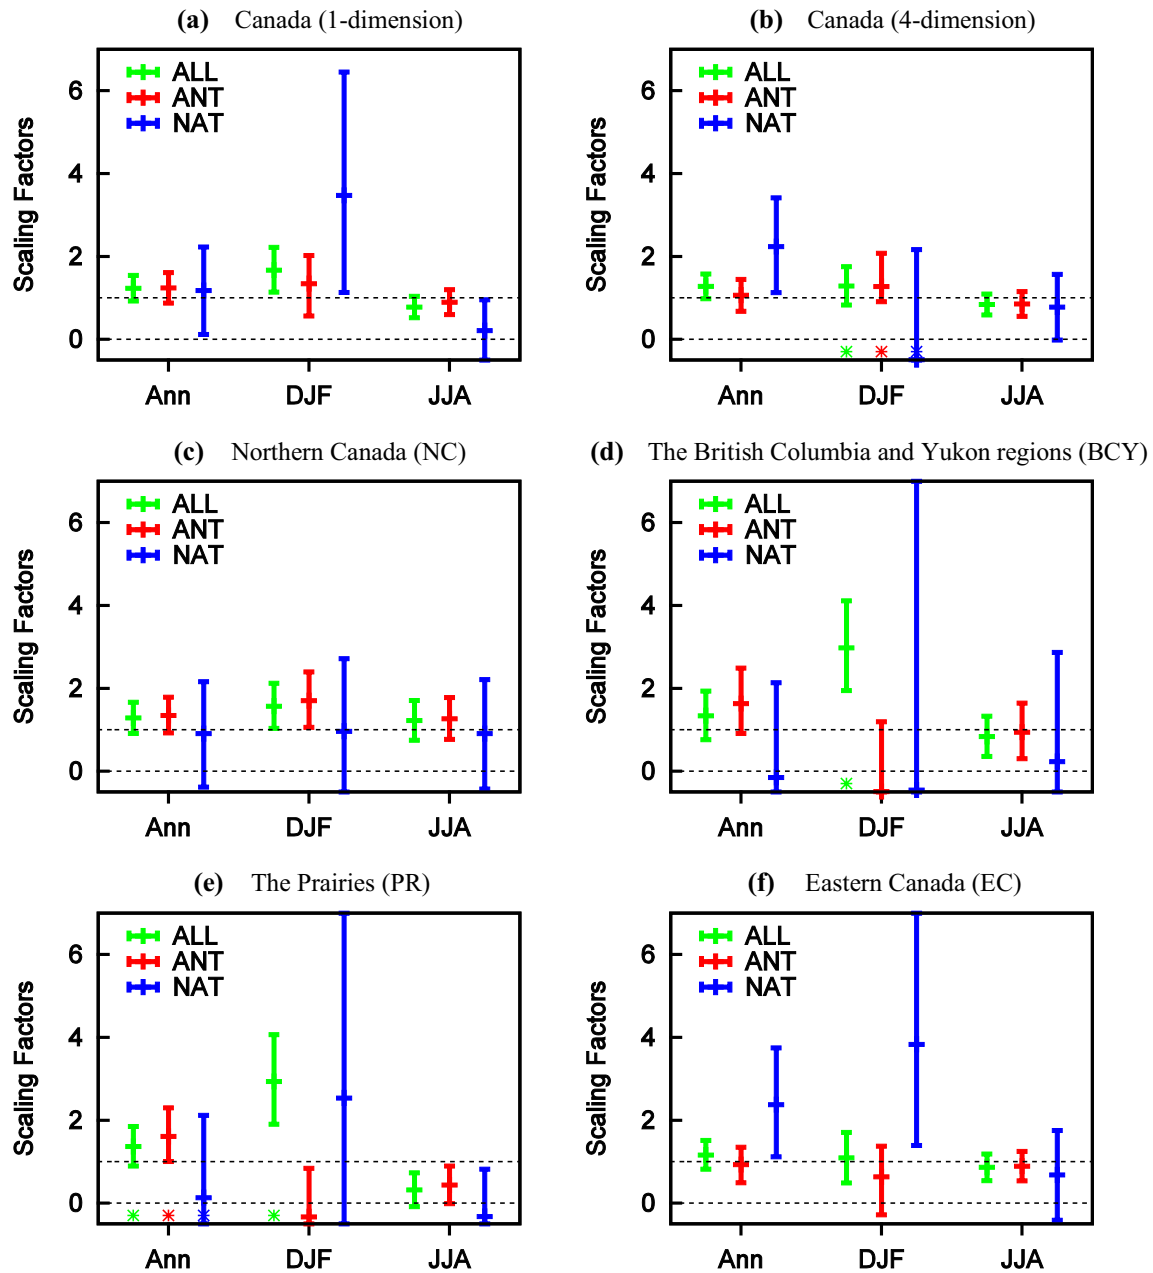 (a) Canada (1-dimension)
Scaling Factors
6
4
2
0
ALL
ANT
NAT
Ann DJF JJA
(b) Canada (4-dimension)
Scaling Factors
6
4
2
0
ALL
ANT
NAT
Ann DJF JJA
(c) Northern Canada (NC)
Scaling Factors
6
4
2
0
ALL
ANT
NAT
Ann DJF JJA
(d) The British Columbia and Yukon regions (BCY)
Scaling Factors
6
4
2
0
ALL
ANT
NAT
Ann DJF JJA
(e) The Prairies (PR)
Scaling Factors
6
4
2
0
ALL
ANT
NAT
Ann DJF JJA
(f) Eastern Canada (EC)
Scaling Factors
6
4
2
0
ALL
ANT
NAT
Ann DJF JJA